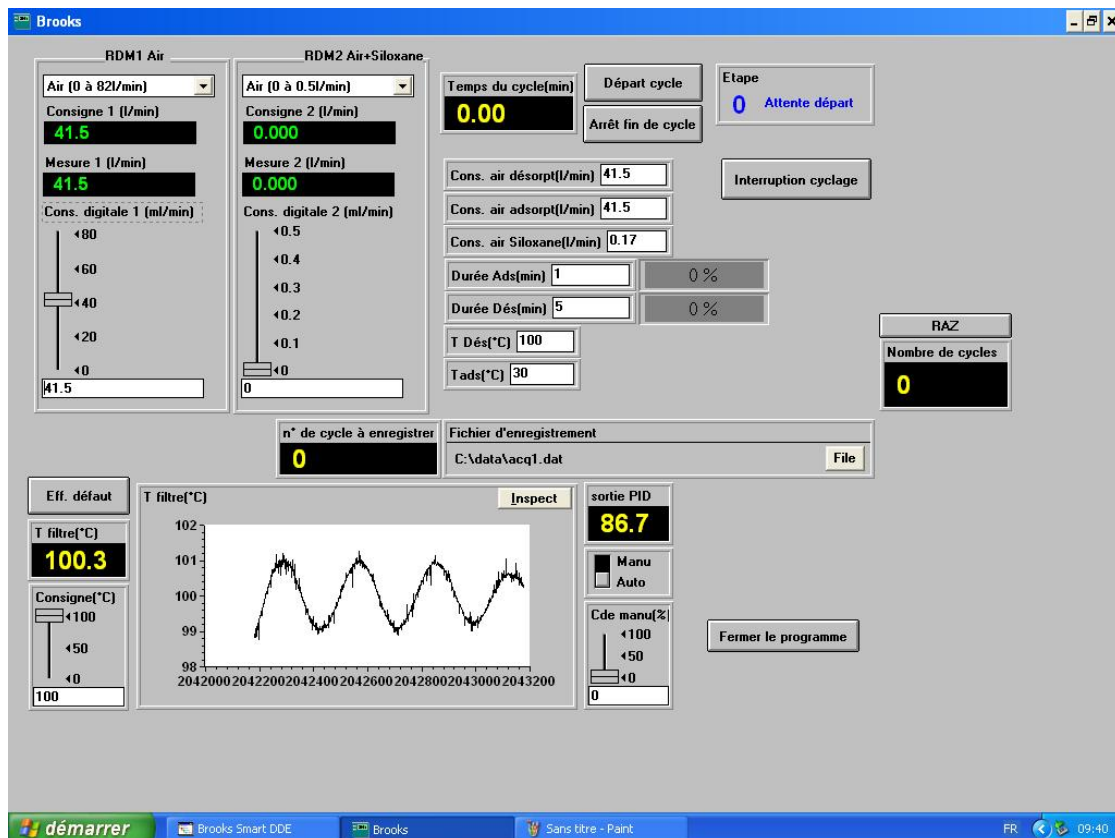 Brooks
RDM1 Air
Air (0 à 82l/min)
Consigne 1 (l/min)
41.5
Mesure 1 (l/min)
41.5
Cons. digitale 1 (ml/min)
80
60
40
20
0
41.5
RDM2 Air+Siloxane
Air (0 à 0.5l/min)
Consigne 2 (l/min)
0.000
Mesure 2 (l/min)
0.000
Cons. digitale 2 (ml/min)
0.5
0.4
0.3
0.2
0.1
0
0
Temps du cycle(min)
0.00
Départ cycle
Arrêt fin de cycle
Etape
0 Attente départ
Interruption cyclage
Cons. air désorpt(l/min) 41.5
Cons. air adsorpt(l/min) 41.5
Cons. air Siloxane(l/min) 0.17
Durée Ads(min) 1 0 %
Durée Dés(min) 5 0 %
T Dés(°C) 100
Tads(°C) 30
RAZ
Nombre de cycles
0
n° de cycle à enregistrer
0
Fichier d'enregistrement
C:\data\acq1.dat
File
Eff. défaut
T filtre(°C)
100.3
Consigne(°C)
100
50
0
100
T filtre(°C)
Inspect
102
101
100
99
98
2042000 2042200 2042400 2042600 2042800 2043000 2043200
sortie PID
86.7
Manu
Auto
Cde manu(%)
100
50
0
0
Fermer le programme
démarrer
Brooks Smart DDE
Brooks
Sans titre - Paint
FR
09:40